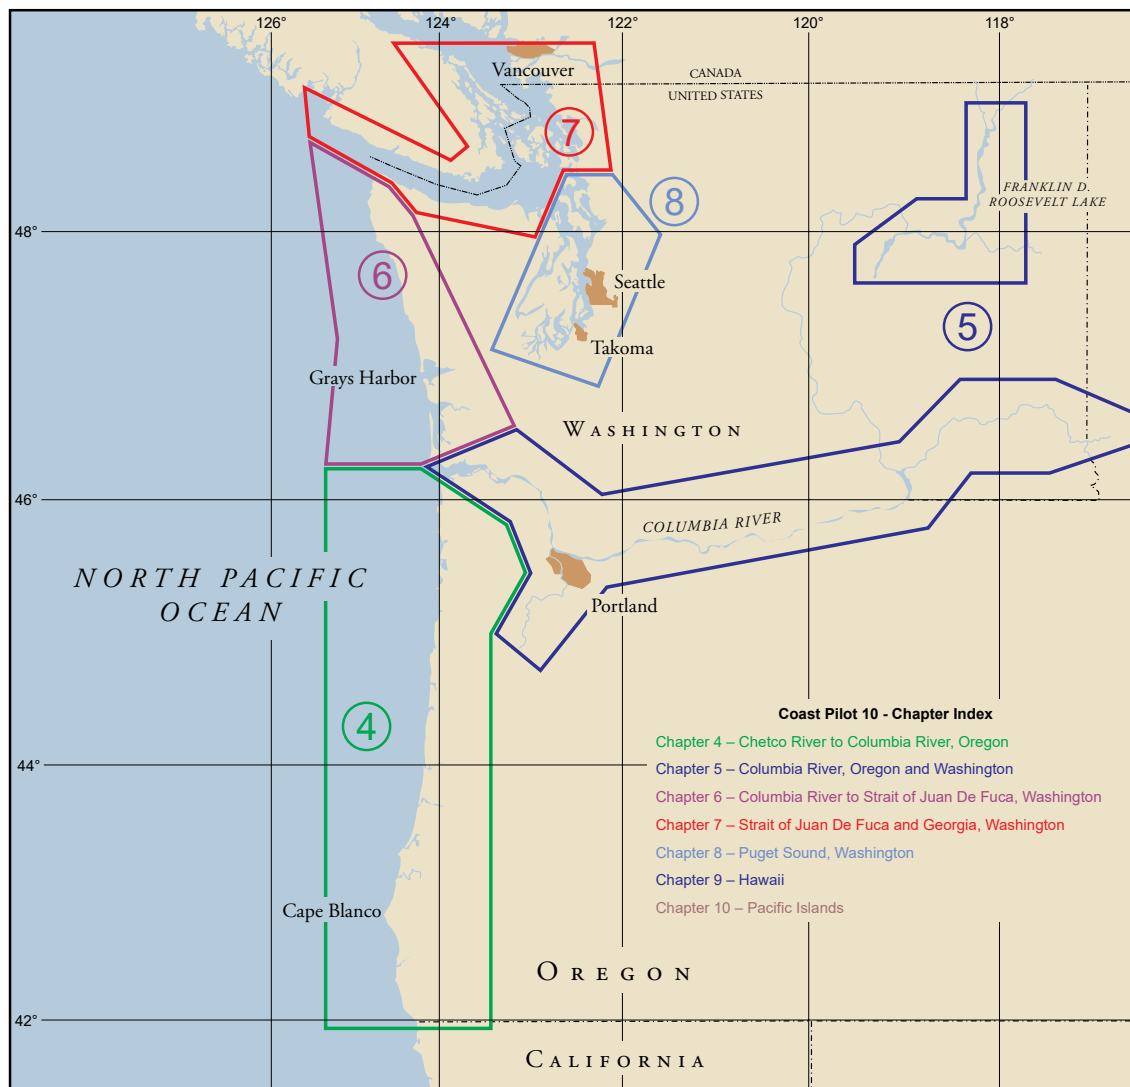 126°
124°
122°
120°
118°
Vancouver
CANADA
UNITED STATES
7
FRANKLIN D.
ROOSEVELT LAKE
8
48°
6
Seattle
5
Takoma
Grays Harbor
WASHINGTON
46°
COLUMBIA RIVER
NORTH PACIFIC
OCEAN
Portland
4
Coast Pilot 10 - Chapter Index
Chapter 4 – Chetco River to Columbia River, Oregon
Chapter 5 – Columbia River, Oregon and Washington
44°
Chapter 6 – Columbia River to Strait of Juan De Fuca, Washington
Chapter 7 – Strait of Juan De Fuca and Georgia, Washington
Chapter 8 – Puget Sound, Washington
Chapter 9 – Hawaii
Chapter 10 – Pacific Islands
Cape Blanco
OREGON
42°
CALIFORNIA